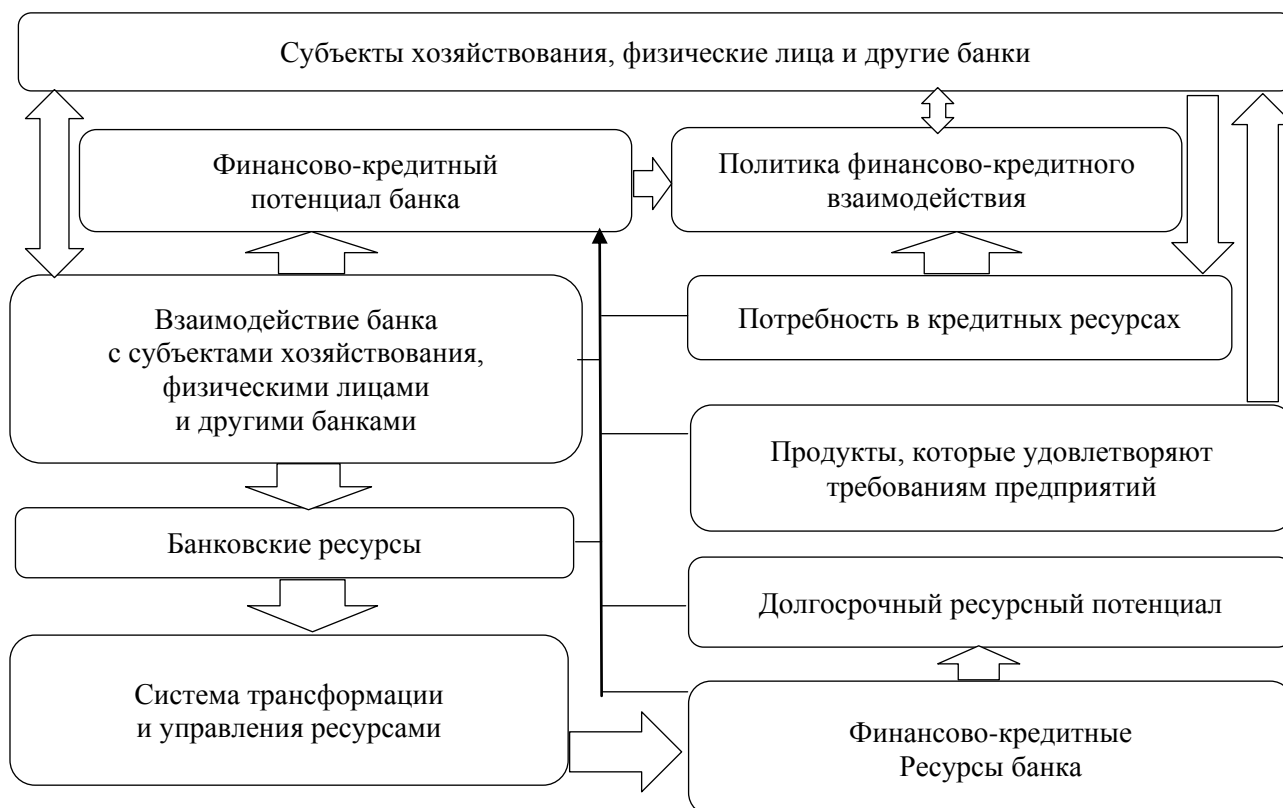 Субъекты хозяйствования, физические лица и другие банки
Финансово-кредитный
потенциал банка
Политика финансово-кредитного
взаимодействия
Взаимодействие банка
с субъектами хозяйствования,
физическими лицами
и другими банками
Потребность в кредитных ресурсах
Продукты, которые удовлетворяют
требованиям предприятий
Банковские ресурсы
Долгосрочный ресурсный потенциал
Система трансформации
и управления ресурсами
Финансово-кредитные
Ресурсы банка